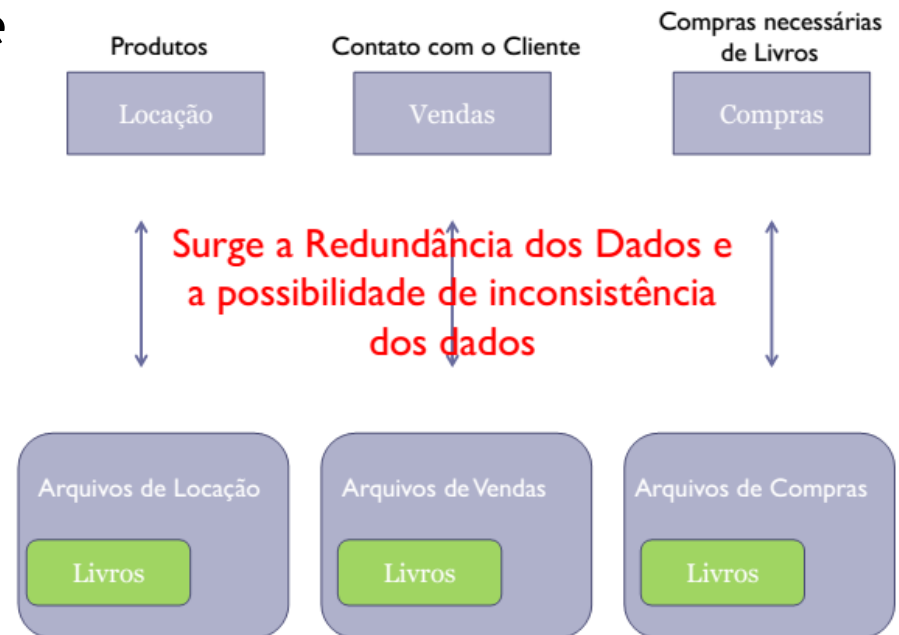 e
Produtos
Contato com o Cliente
Compras necessárias
de Livros
Locação
Vendas
Compras
Surge a Redundância dos Dados e
a possibilidade de inconsistência
dos dados
Arquivos de Locação
Arquivos de Vendas
Arquivos de Compras
Livros
Livros
Livros